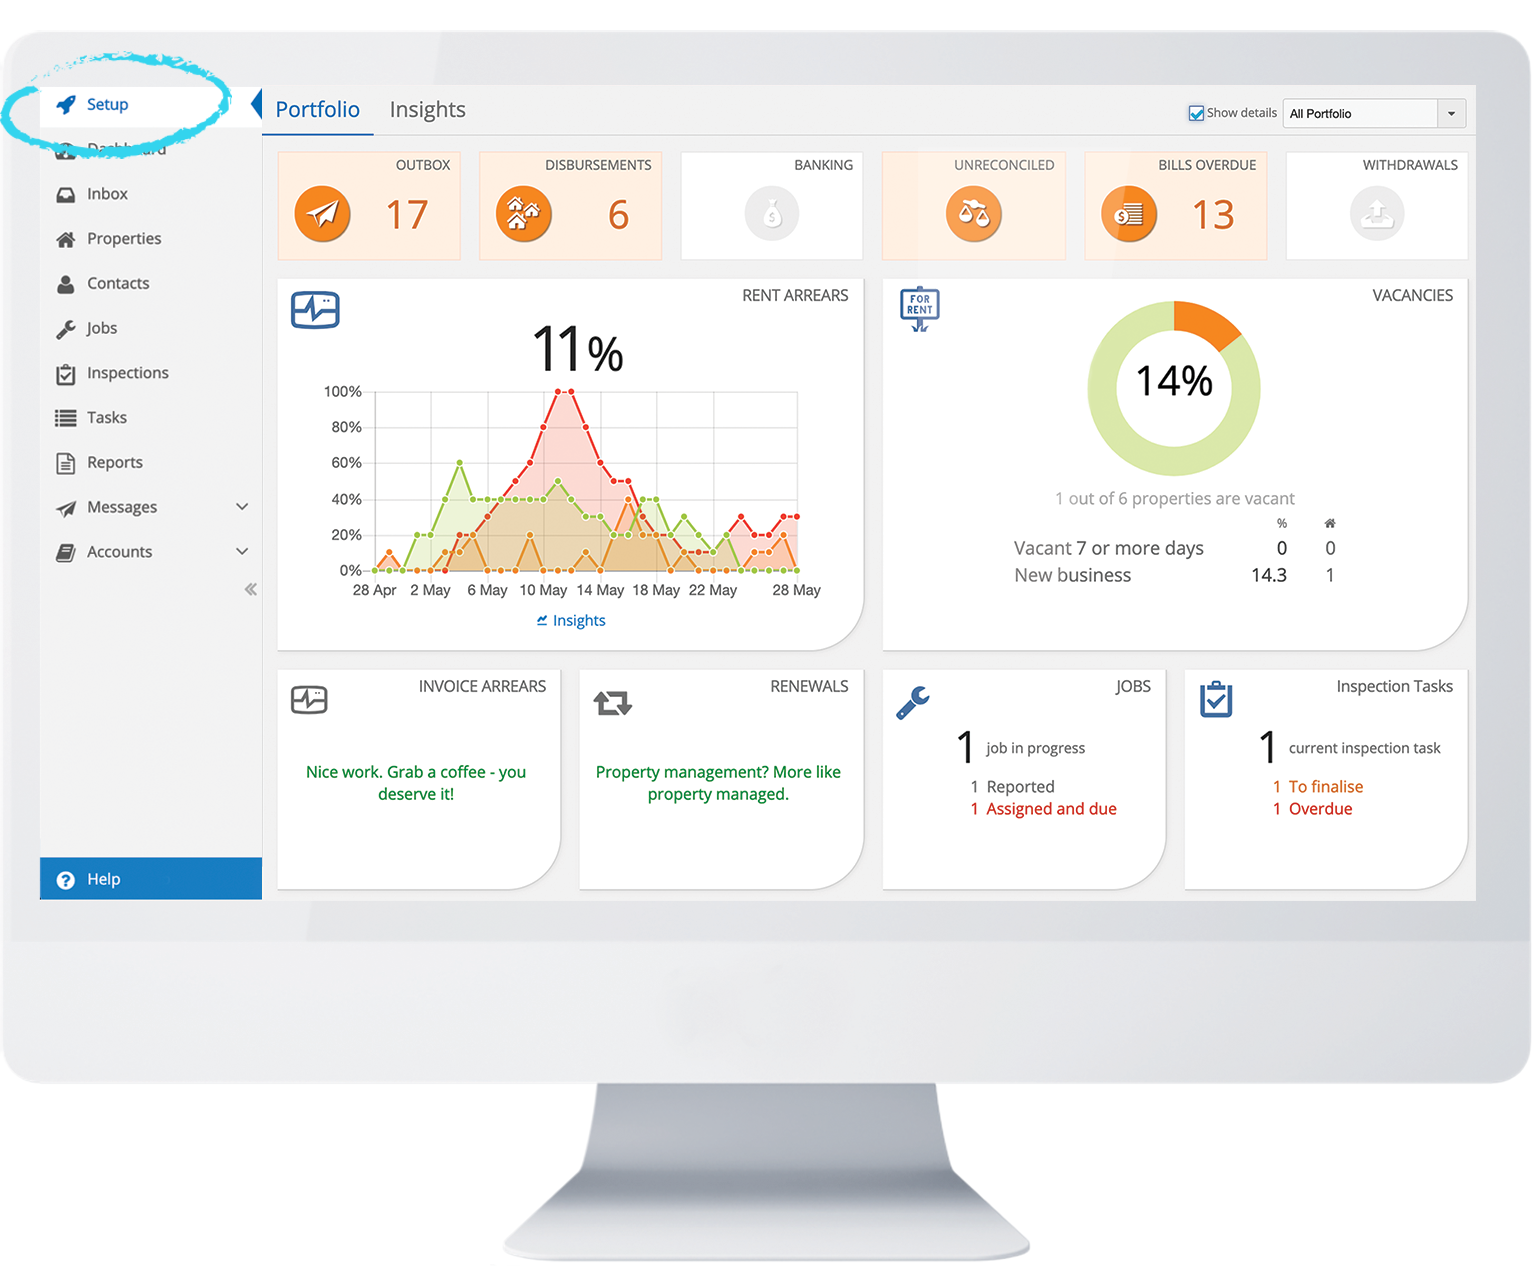 Setup
Dashboard
Inbox
Properties
Contacts
Jobs
Inspections
Tasks
Reports
Messages
Accounts
Help
Portfolio Insights
Show details All Portfolio
OUTBOX
17
DISBURSEMENTS
6
BANKING
UNRECONCILED
BILLS OVERDUE
13
WITHDRAWALS
RENT ARREARS
11%
100%
80%
60%
40%
20%
0%
28 Apr 2 May 6 May 10 May 14 May 18 May 22 May 28 May
Insights
FOR
RENT
VACANCIES
14%
1 out of 6 properties are vacant
%
Vacant 7 or more days 0 0
New business 14.3 1
INVOICE ARREARS
Nice work. Grab a coffee - you
deserve it!
RENEWALS
Property management? More like
property managed.
JOBS
1 job in progress
1 Reported
1 Assigned and due
Inspection Tasks
1 current inspection task
1 To finalise
1 Overdue